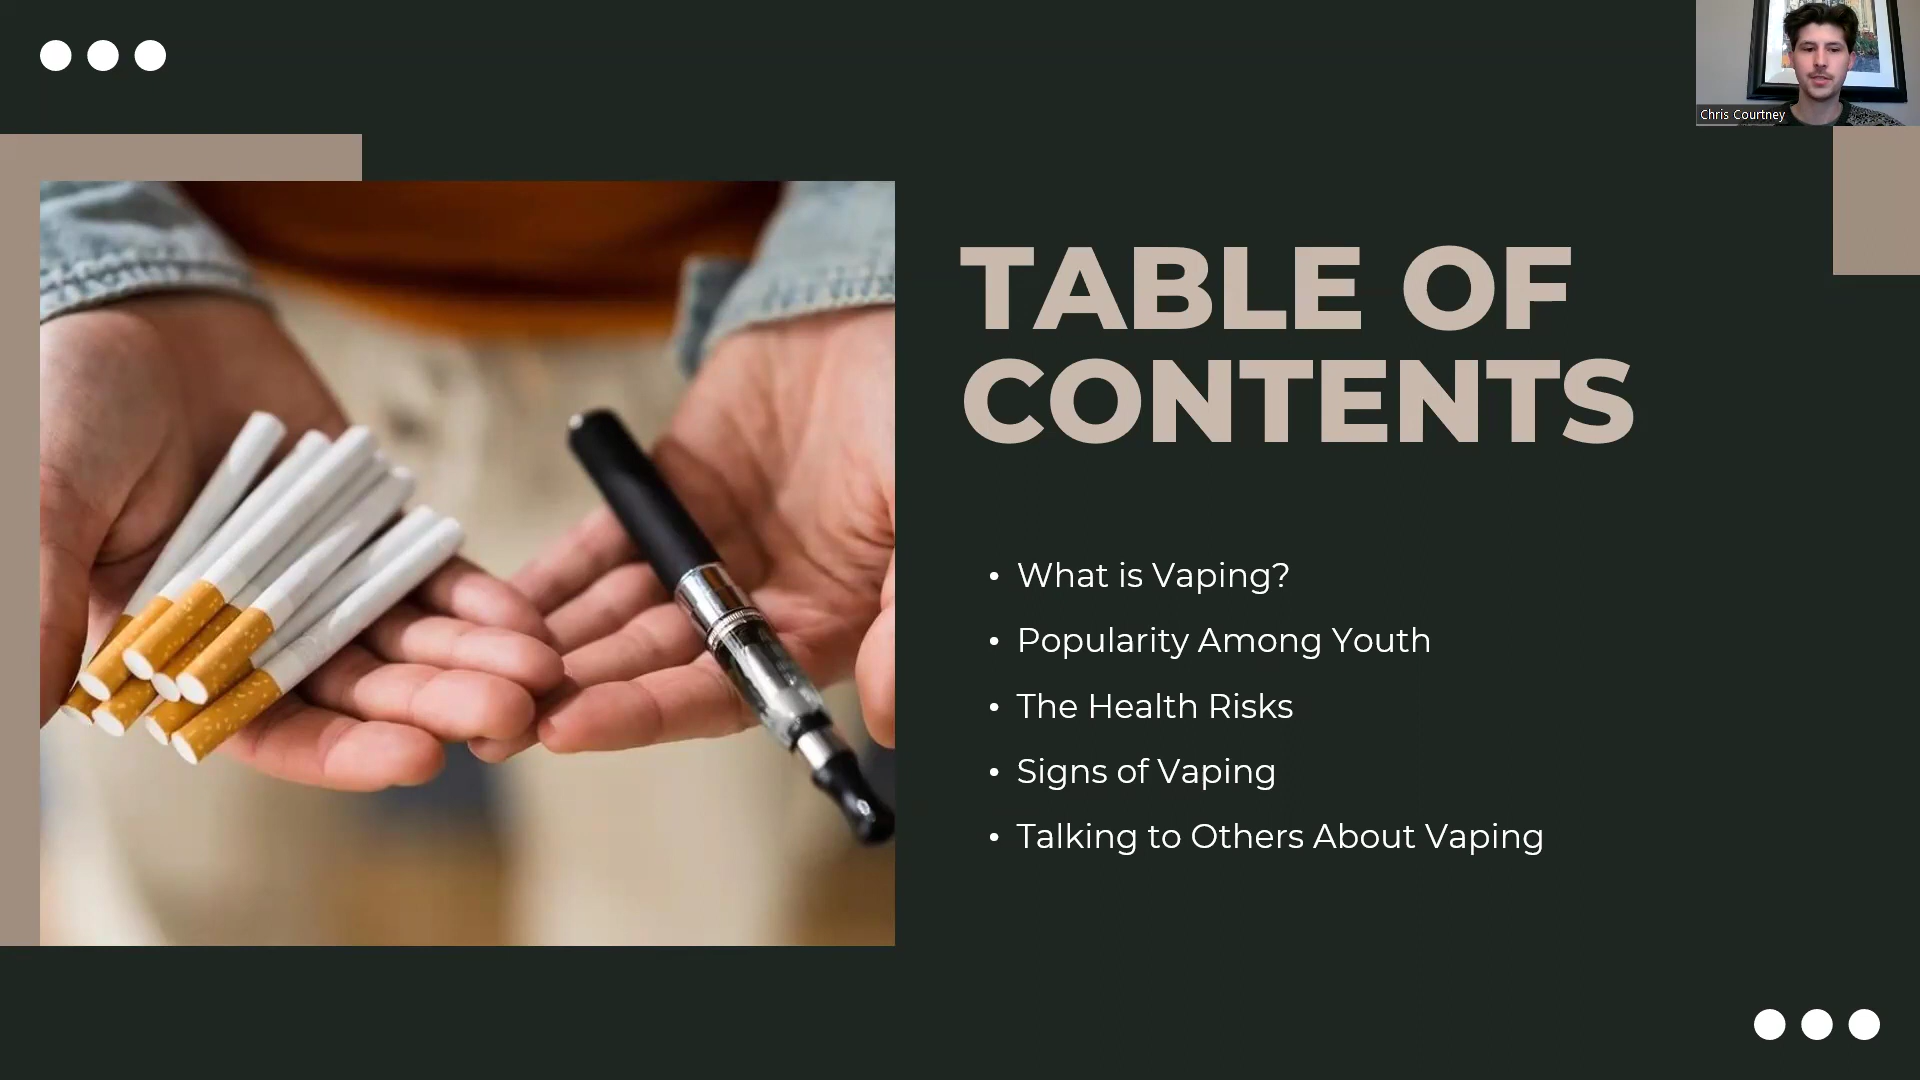 Chris Courtney
TABLE OF
CONTENTS
• What is Vaping?
• Popularity Among Youth
• The Health Risks
• Signs of Vaping
• Talking to Others About Vaping